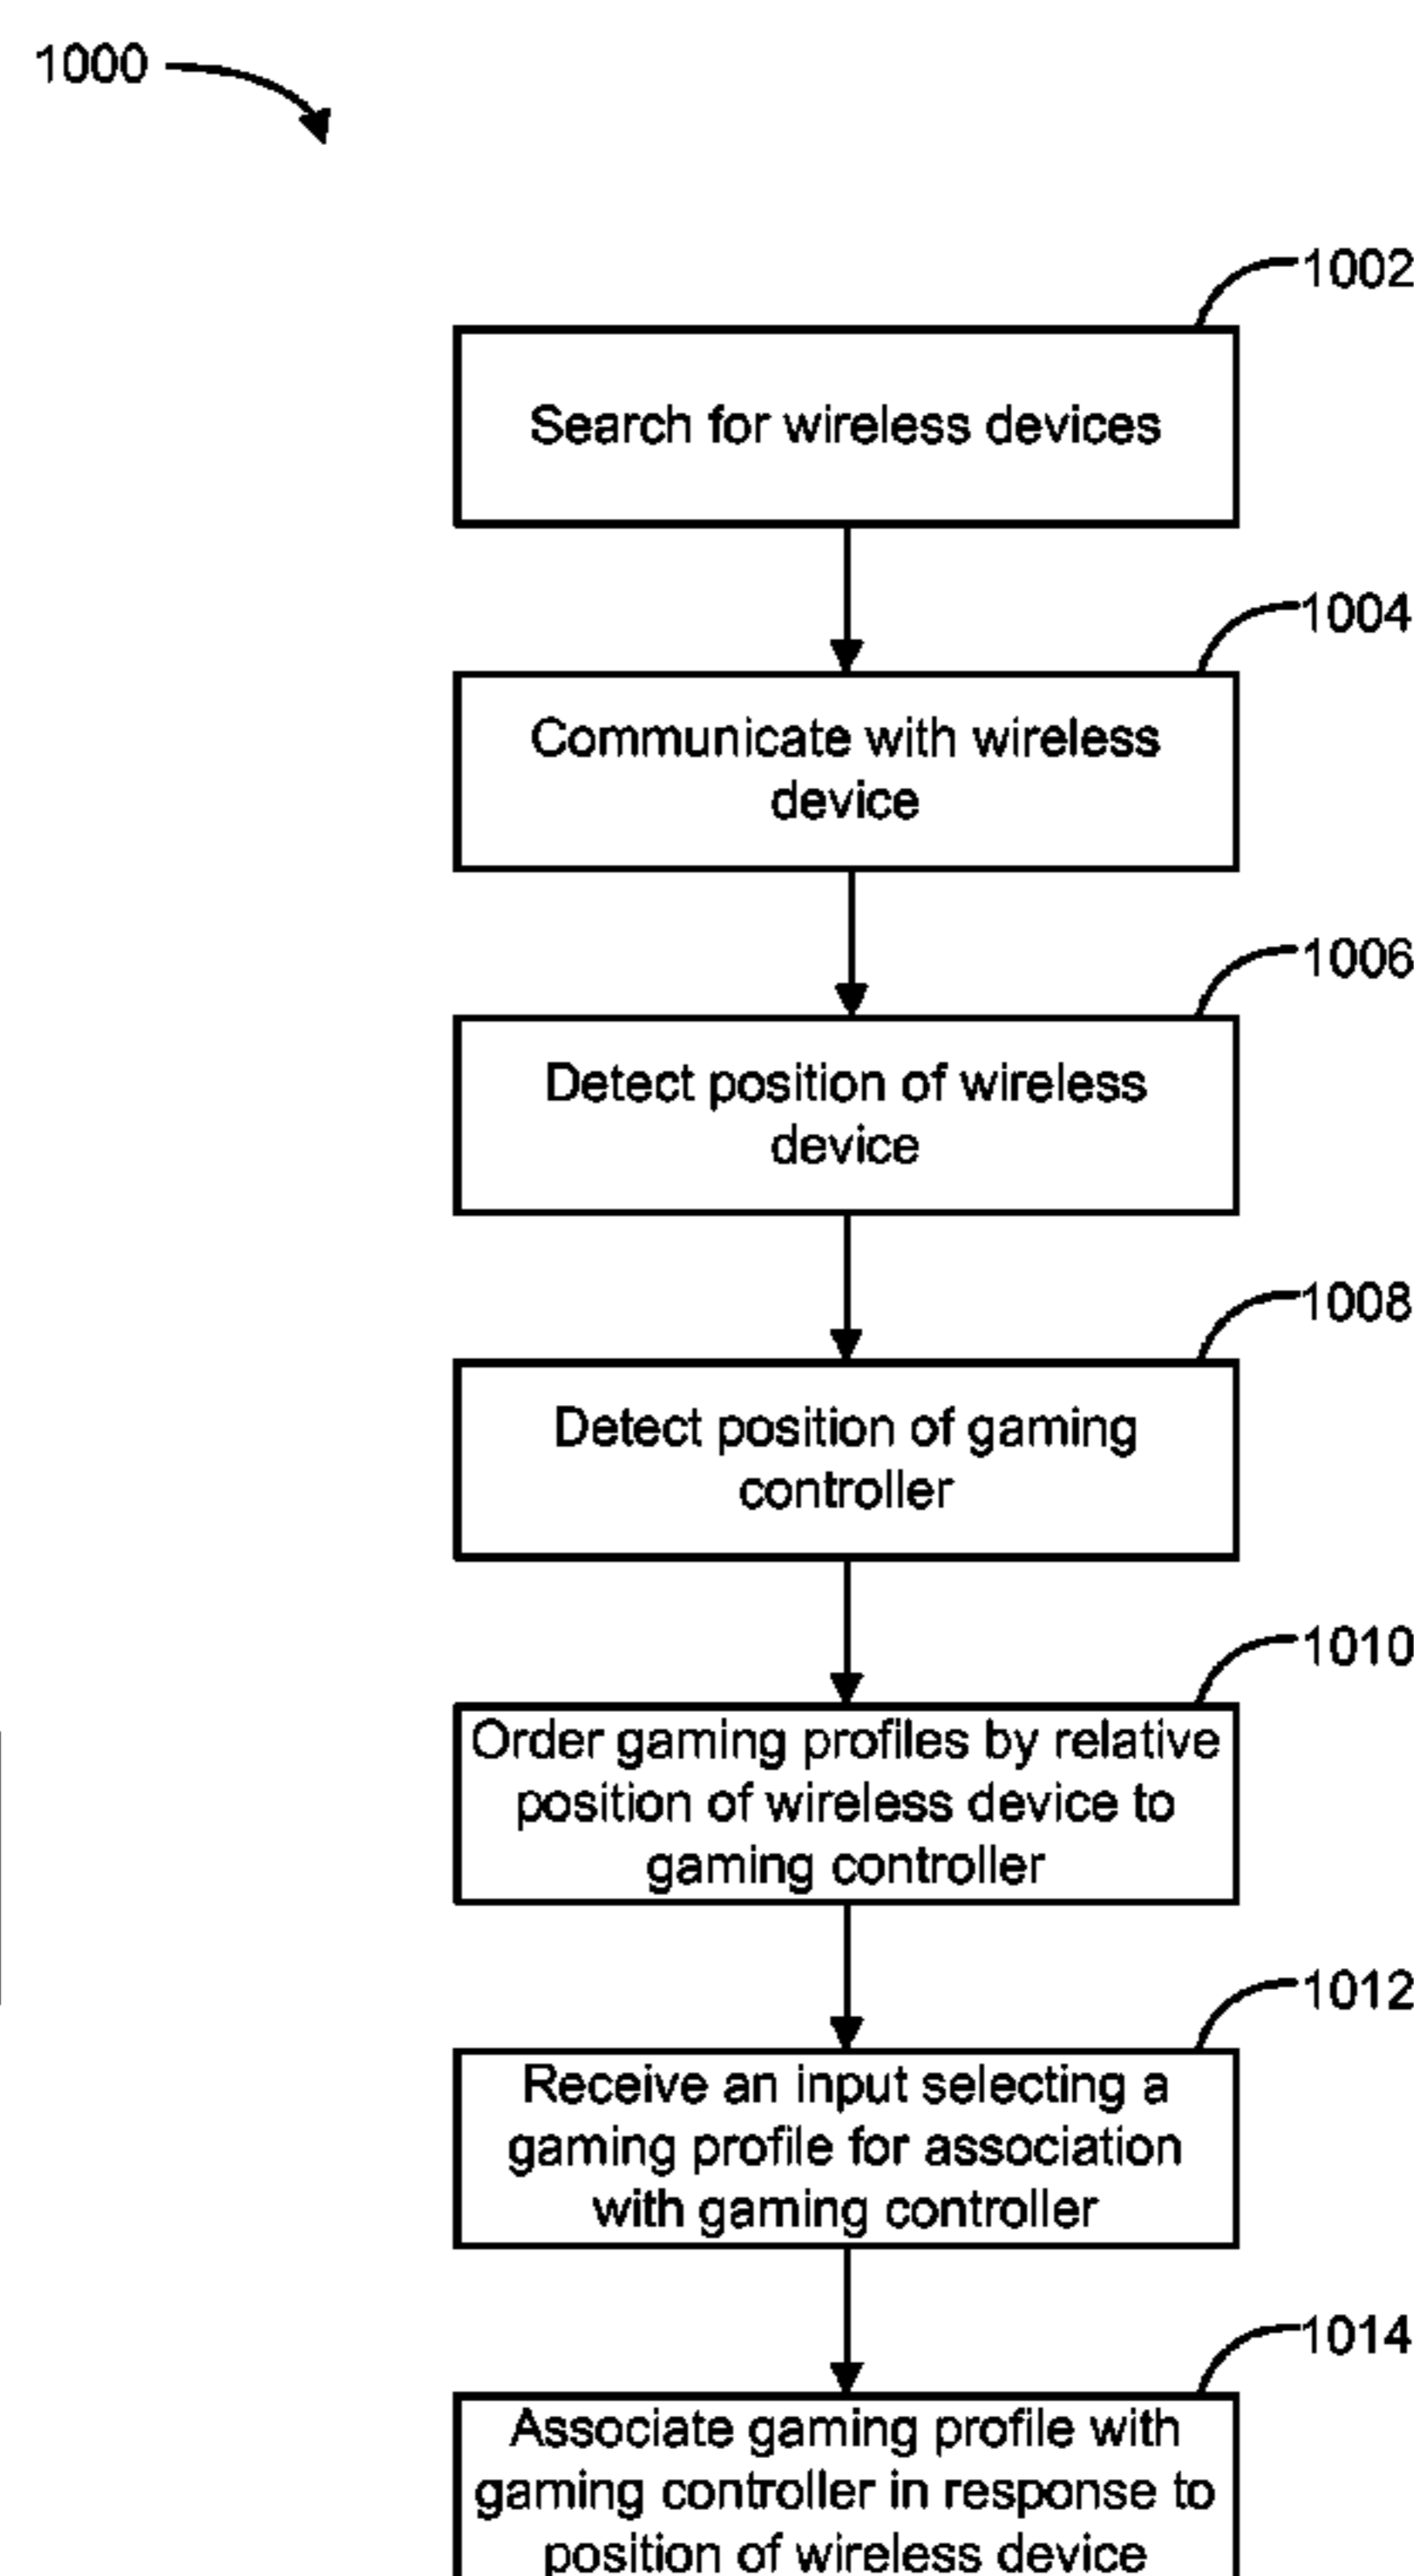 1000
1002
Search for wireless devices
1004
Communicate with wireless
device
1006
Detect position of wireless
device
1008
Detect position of gaming
controller
1010
Order gaming profiles by relative
position of wireless device to
gaming controller
1012
Receive an input selecting a
gaming profile for association
with gaming controller
1014
Associate gaming profile with
gaming controller in response to
position of wireless device